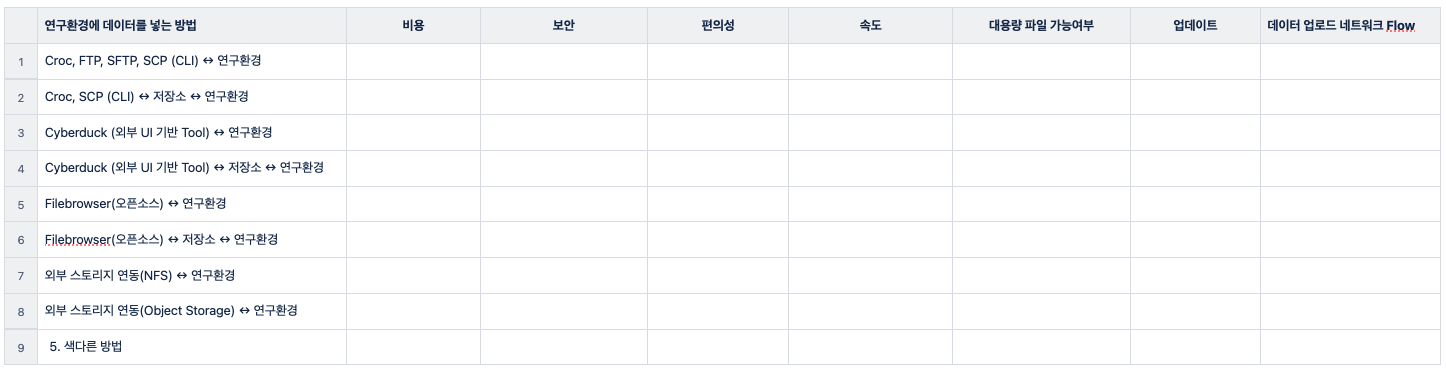 연구환경에 데이터를 넣는 방법 비용 보안 편의성 속도 대용량 파일 가능여부 업데이트 데이터 업로드 네트워크 Flow
1 Croc, FTP, SFTP, SCP (CLI) ↔ 연구환경
2 Croc, SCP (CLI) ↔ 저장소 ↔ 연구환경
3 Cyberduck (외부 UI 기반 Tool) ↔ 연구환경
4 Cyberduck (외부 UI 기반 Tool) ↔ 저장소 ↔ 연구환경
5 Filebrowser(오픈소스) ↔ 연구환경
6 Filebrowser(오픈소스) ↔ 저장소 ↔ 연구환경
7 외부 스토리지 연동(NFS) ↔ 연구환경
8 외부 스토리지 연동(Object Storage) ↔ 연구환경
9 5. 색다른 방법